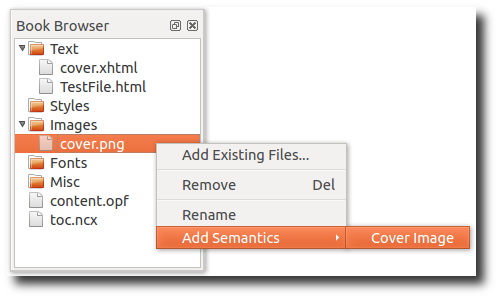 Book Browser
Text
cover.xhtml
TestFile.html
Styles
Images
cover.png
Fonts
Misc
content.opf
toc.ncx
Add Existing Files...
Remove Del
Rename
Add Semantics
Cover Image